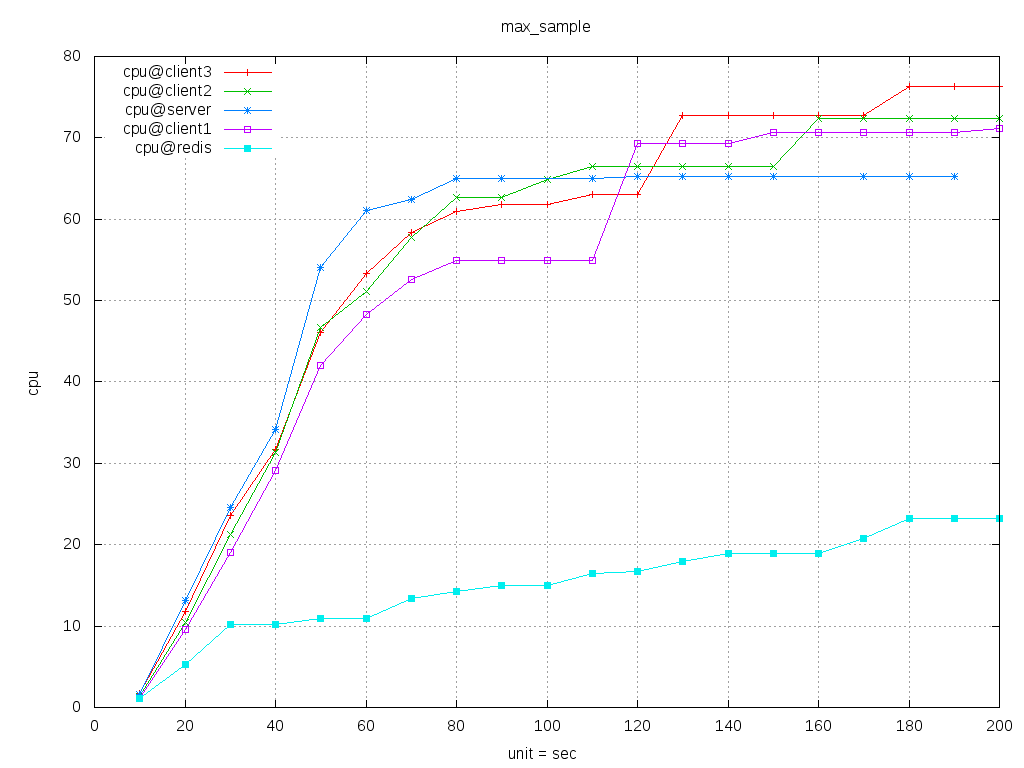 max_sample
cpu@client3
cpu@client2
cpu@server
cpu@client1
cpu@redis
80
70
60
50
40
30
20
10
0
cpu
0 20 40 60 80 100 120 140 160 180 200
unit = sec